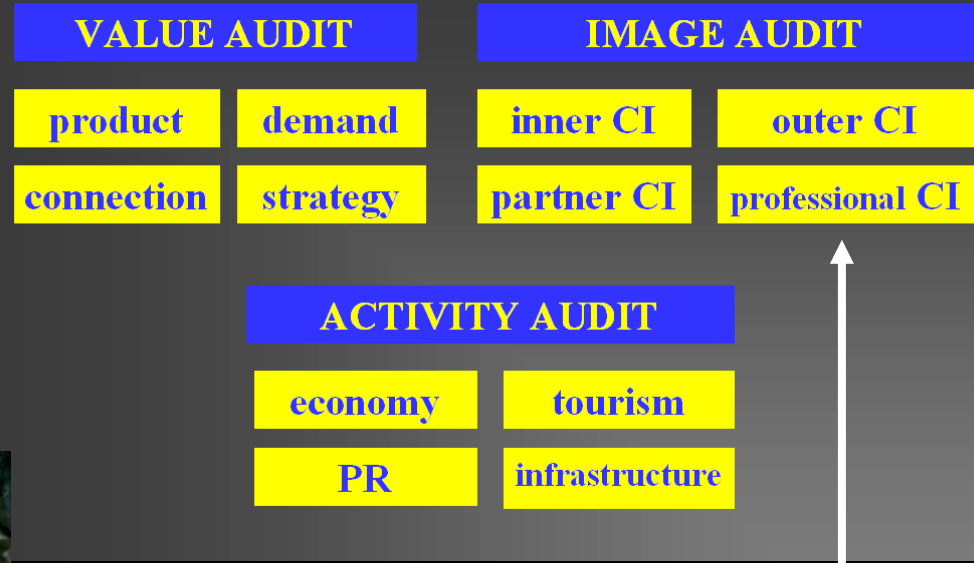 VALUE AUDIT
product demand
connection strategy
IMAGE AUDIT
inner CI outer CI
partner CI professional CI
ACTIVITY AUDIT
economy tourism
PR infrastructure